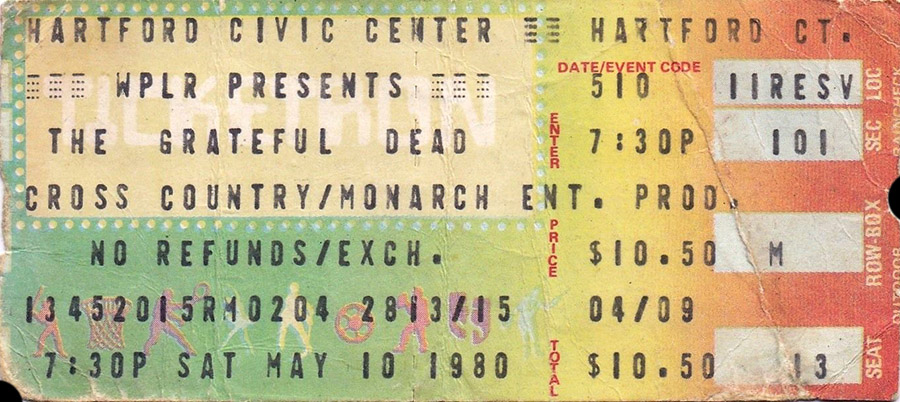 HARTFORD CIVIC CENTER HARTFORD CT.
DATE/EVENT CODE
WPLR PRESENTS 510 IIRESV LOC
TICKETRON
THE GRATEFUL DEAD ENTER 7:30P 101 SEC
CROSS COUNTRY/MONARCH ENT. PROD.
NO REFUNDS/EXCH. PRICE $10.50 M ROW-BOX
13452015RM0204 2813/15 04/09
7:30P SAT MAY 10 1980 TOTAL $10.50 13 SEAT